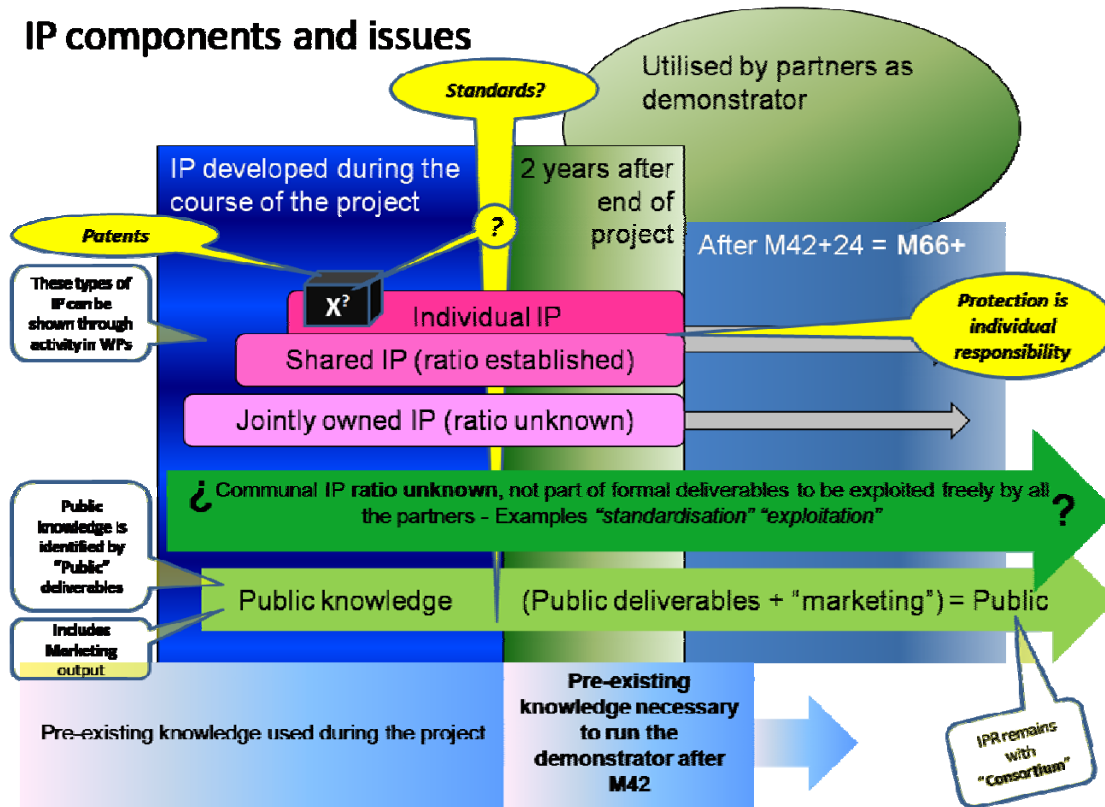 IP components and issues
Standards?
Utilised by partners as
demonstrator
IP developed during the
course of the project
2 years after
end of
project
?
Patents
After M42+24 = M66+
These types of
IP can be
shown through
activity in WPs
X?
Individual IP
Protection is
individual
responsibility
Shared IP (ratio established)
Jointly owned IP (ratio unknown)
¿ Communal IP ratio unknown, not part of formal deliverables to be exploited freely by all
the partners - Examples "standardisation" "exploitation" ?
Public
knowledge is
identified by
"Public"
deliverables
Public knowledge
(Public deliverables + "marketing") = Public
Includes
Marketing
output
Pre-existing knowledge used during the project
Pre-existing
knowledge necessary
to run the
demonstrator after
M42
IPR remains
with
"Consortium"